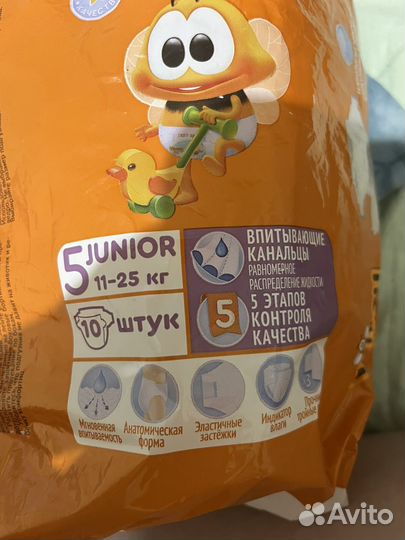 КАЧЕСТВ
5 JUNIOR
11-25 КГ
10 ШТУК
ВПИТЫВАЮЩИЕ
КАНАЛЬЦЫ
РАВНОМЕРНОЕ
РАСПРЕДЕЛЕНИЕ ЖИДКОСТИ
5
5 ЭТАПОВ
КОНТРОЛЯ
КАЧЕСТВА
Мгновенная
впитываемость
Анатомическая
форма
Эластичные
застежки
Индикатор
влаги
Avito